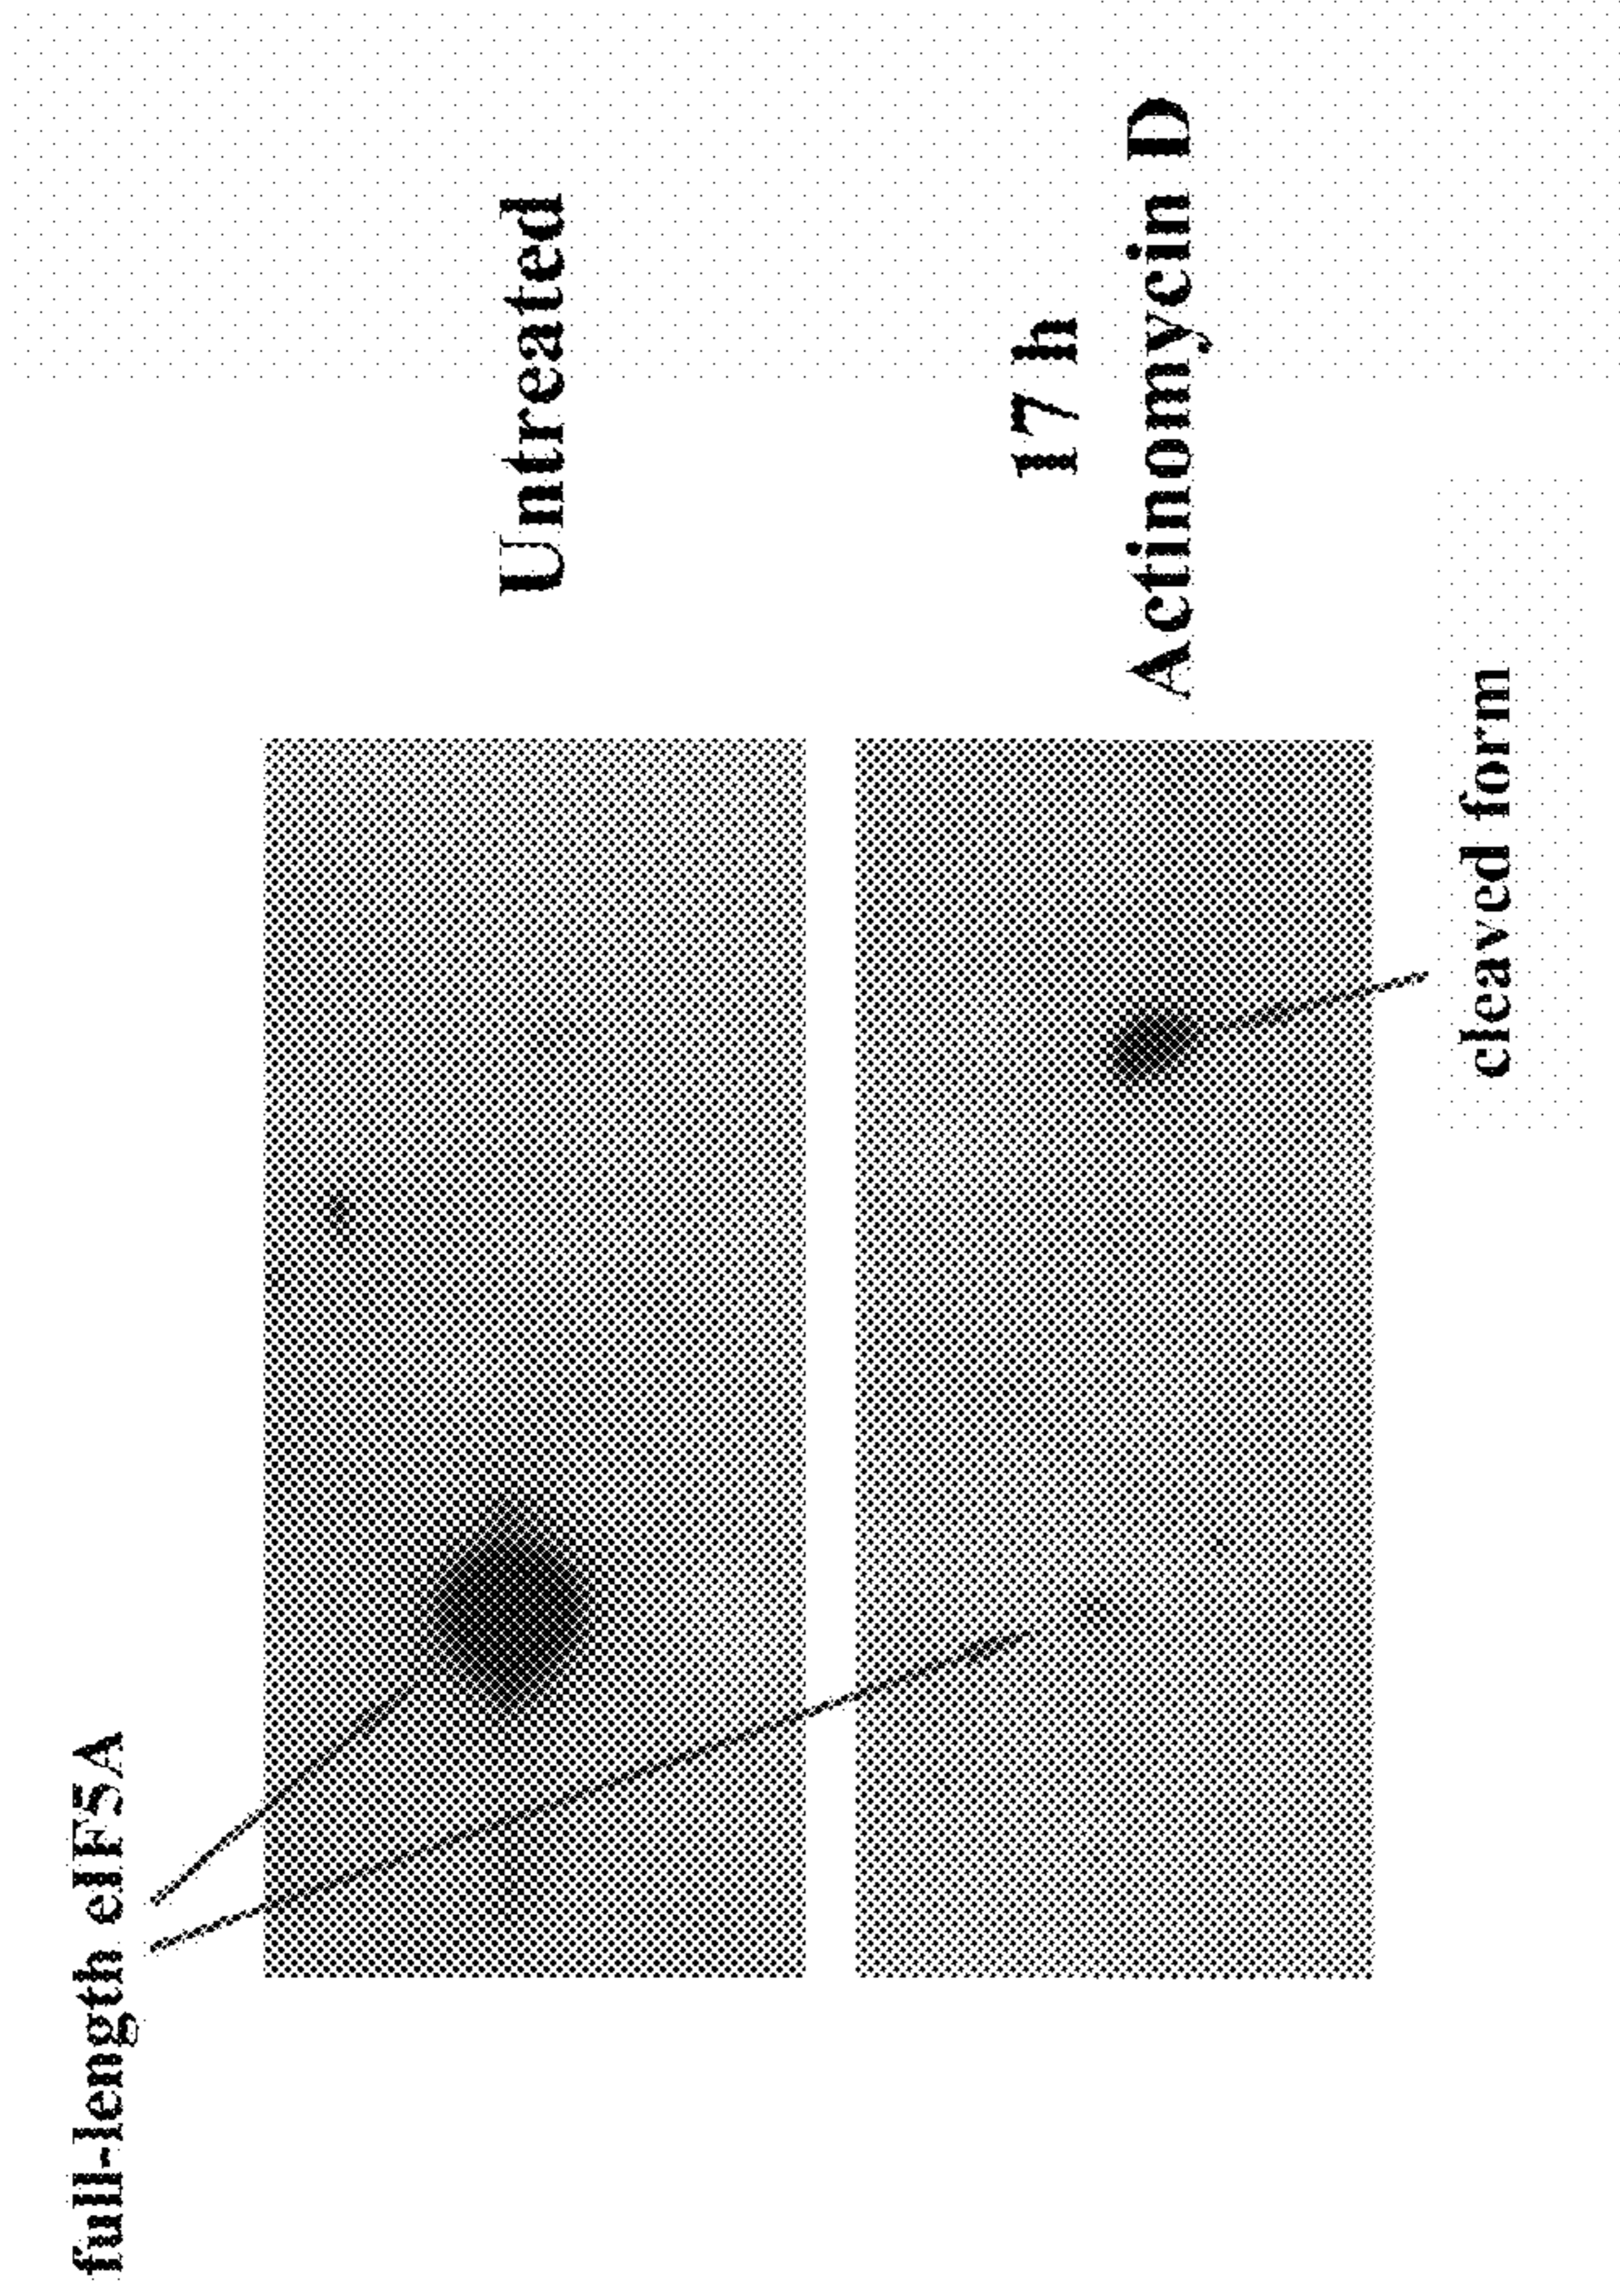 full-length eIF5A
Untreated
17 h
Actinomycin D
cleaved form